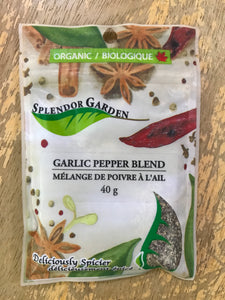 ORGANIC / BIOLOGIQUE
SPLENDOR GARDEN
GARLIC PEPPER BLEND
MÉLANGE DE POIVRE À L'AIL
40 g
Deliciously Spicier